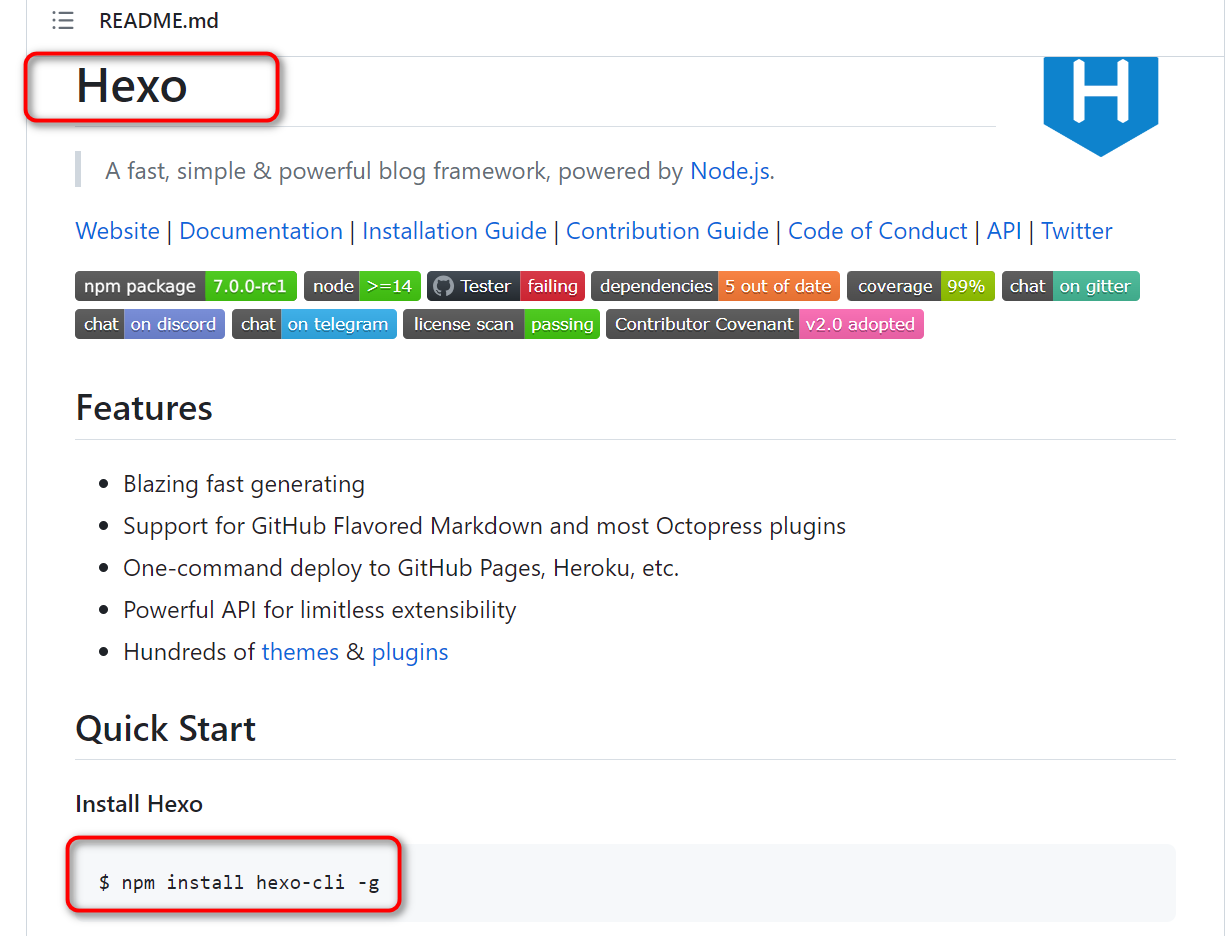 README.md
Hexo
A fast, simple & powerful blog framework, powered by Node.js.
Website | Documentation | Installation Guide | Contribution Guide | Code of Conduct | API | Twitter
npm package 7.0.0-rc1 node >=14 Tester failing dependencies 5 out of date coverage 99% chat on gitter
chat on discord chat on telegram license scan passing Contributor Covenant v2.0 adopted
Features
• Blazing fast generating
• Support for GitHub Flavored Markdown and most Octopress plugins
• One-command deploy to GitHub Pages, Heroku, etc.
• Powerful API for limitless extensibility
• Hundreds of themes & plugins
Quick Start
Install Hexo
$ npm install hexo-cli -g